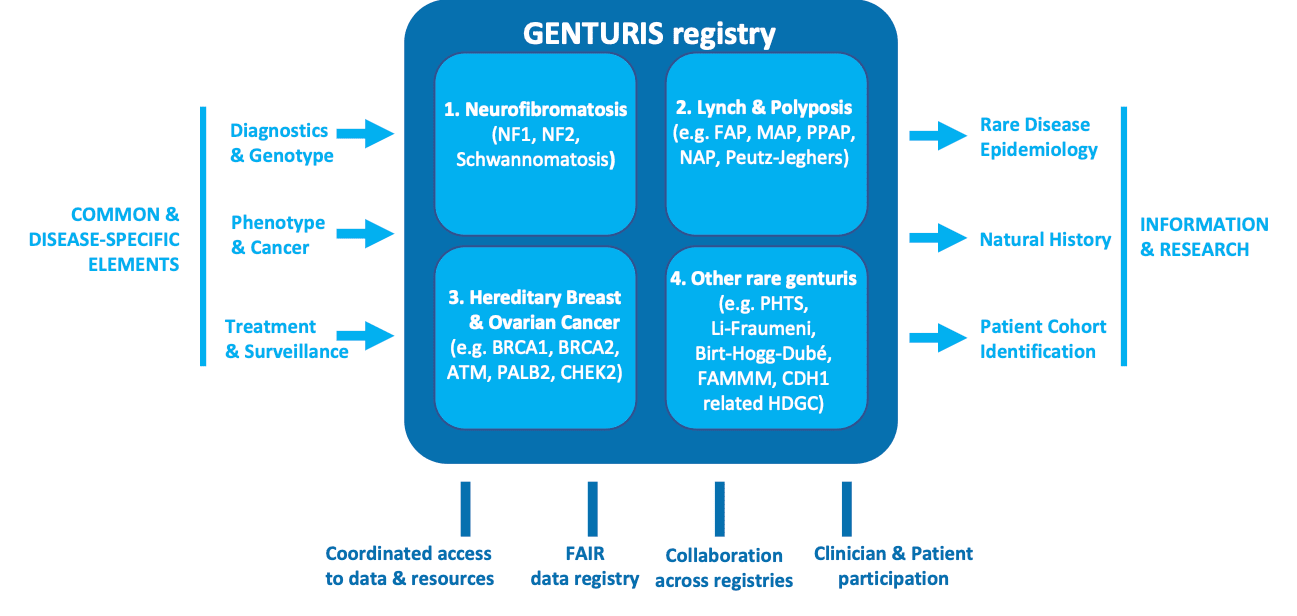 GENTURIS registry
COMMON &
DISEASE-SPECIFIC
ELEMENTS
Diagnostics
& Genotype
Phenotype
& Cancer
Treatment
& Surveillance
1. Neurofibromatosis
(NF1, NF2,
Schwannomatosis)
2. Lynch & Polyposis
(e.g. FAP, MAP, PPAP,
NAP, Peutz-Jeghers)
3. Hereditary Breast
& Ovarian Cancer
(e.g. BRCA1, BRCA2,
ATM, PALB2, CHEK2)
4. Other rare genturis
(e.g. PHTS,
Li-Fraumeni,
Birt-Hogg-Dubé,
FAMMM, CDH1
related HDGC)
Rare Disease
Epidemiology
Natural History
Patient Cohort
Identification
INFORMATION
& RESEARCH
Coordinated access
to data & resources
FAIR
data registry
Collaboration
across registries
Clinician & Patient
participation